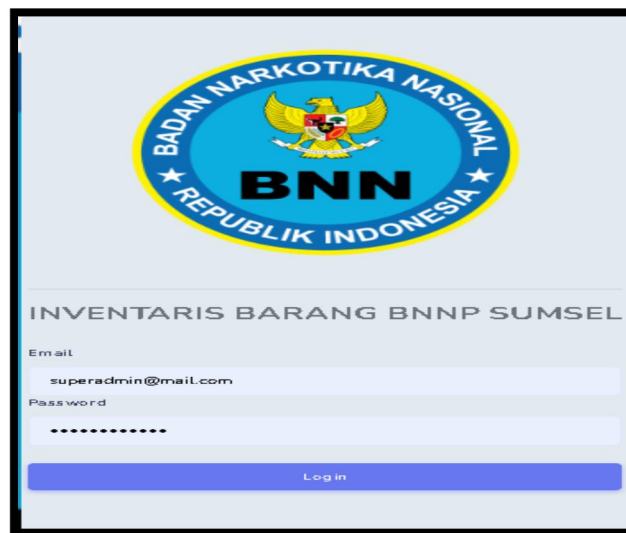 BADAN NARKOTIKA NASIONAL
BNN
REPUBLIK INDONESIA
INVENTARIS BARANG BNNP SUMSEL
Email
superadmin@mail.com
Password
••••••••••••
Login